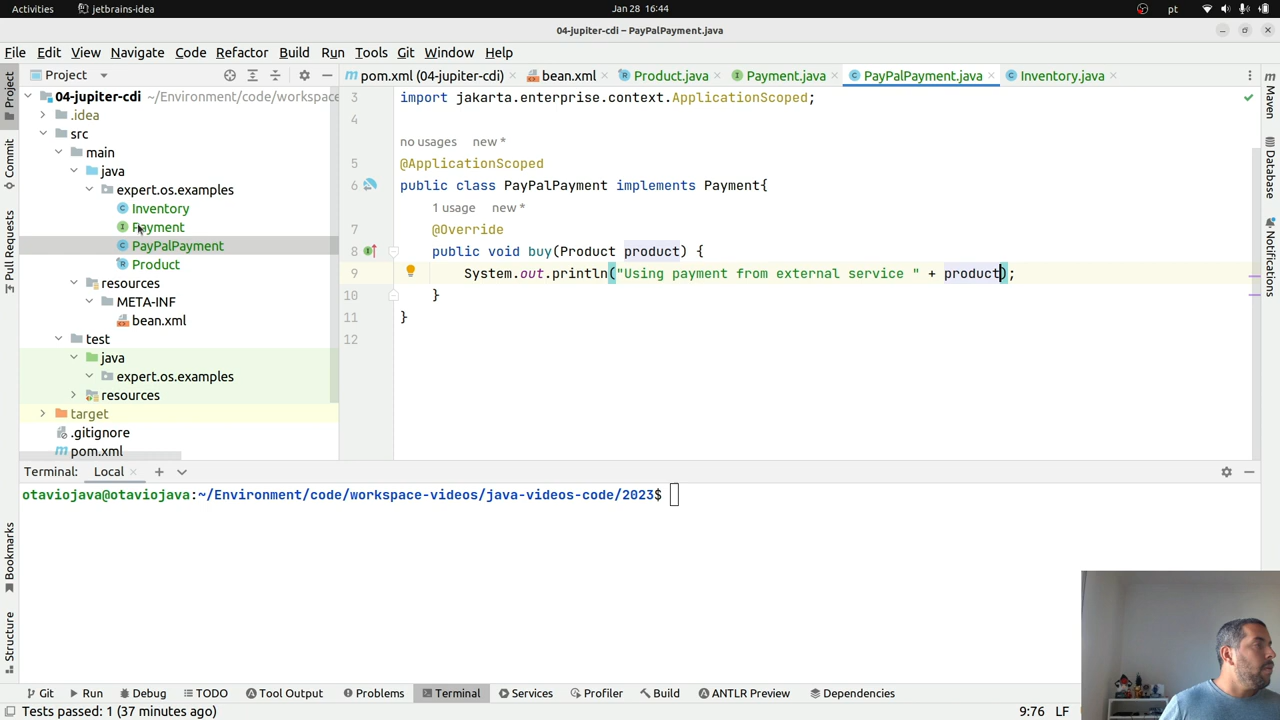 Activities
jetbrains-idea
Jan 28 16:44
pt
04-jupiter-cdi – PayPalPayment.java
File Edit View Navigate Code Refactor Build Run Tools Git Window Help
Project
pom.xml (04-jupiter-cdi)
bean.xml
Product.java
Payment.java
PayPalPayment.java
Inventory.java
Project
Commit
Pull Requests
Bookmarks
Structure
Maven
Database
Notifications
04-jupiter-cdi ~/Environment/code/workspace
.idea
src
main
java
expert.os.examples
Inventory
Payment
PayPalPayment
Product
resources
META-INF
bean.xml
test
java
expert.os.examples
resources
target
.gitignore
pom.xml
3 import jakarta.enterprise.context.ApplicationScoped;
4
no usages new *
5 @ApplicationScoped
6 public class PayPalPayment implements Payment{
1 usage new *
7 @Override
8 public void buy(Product product) {
9 System.out.println("Using payment from external service " + product);
10 }
11 }
12
Terminal: Local
otaviojava@otaviojava:~/Environment/code/workspace-videos/java-videos-code/2023$
Git Run Debug TODO Test Output Problems Terminal Services Profiler Build ANTLR Preview Dependencies
Tests passed: 1 (37 minutes ago)
9:76 LF